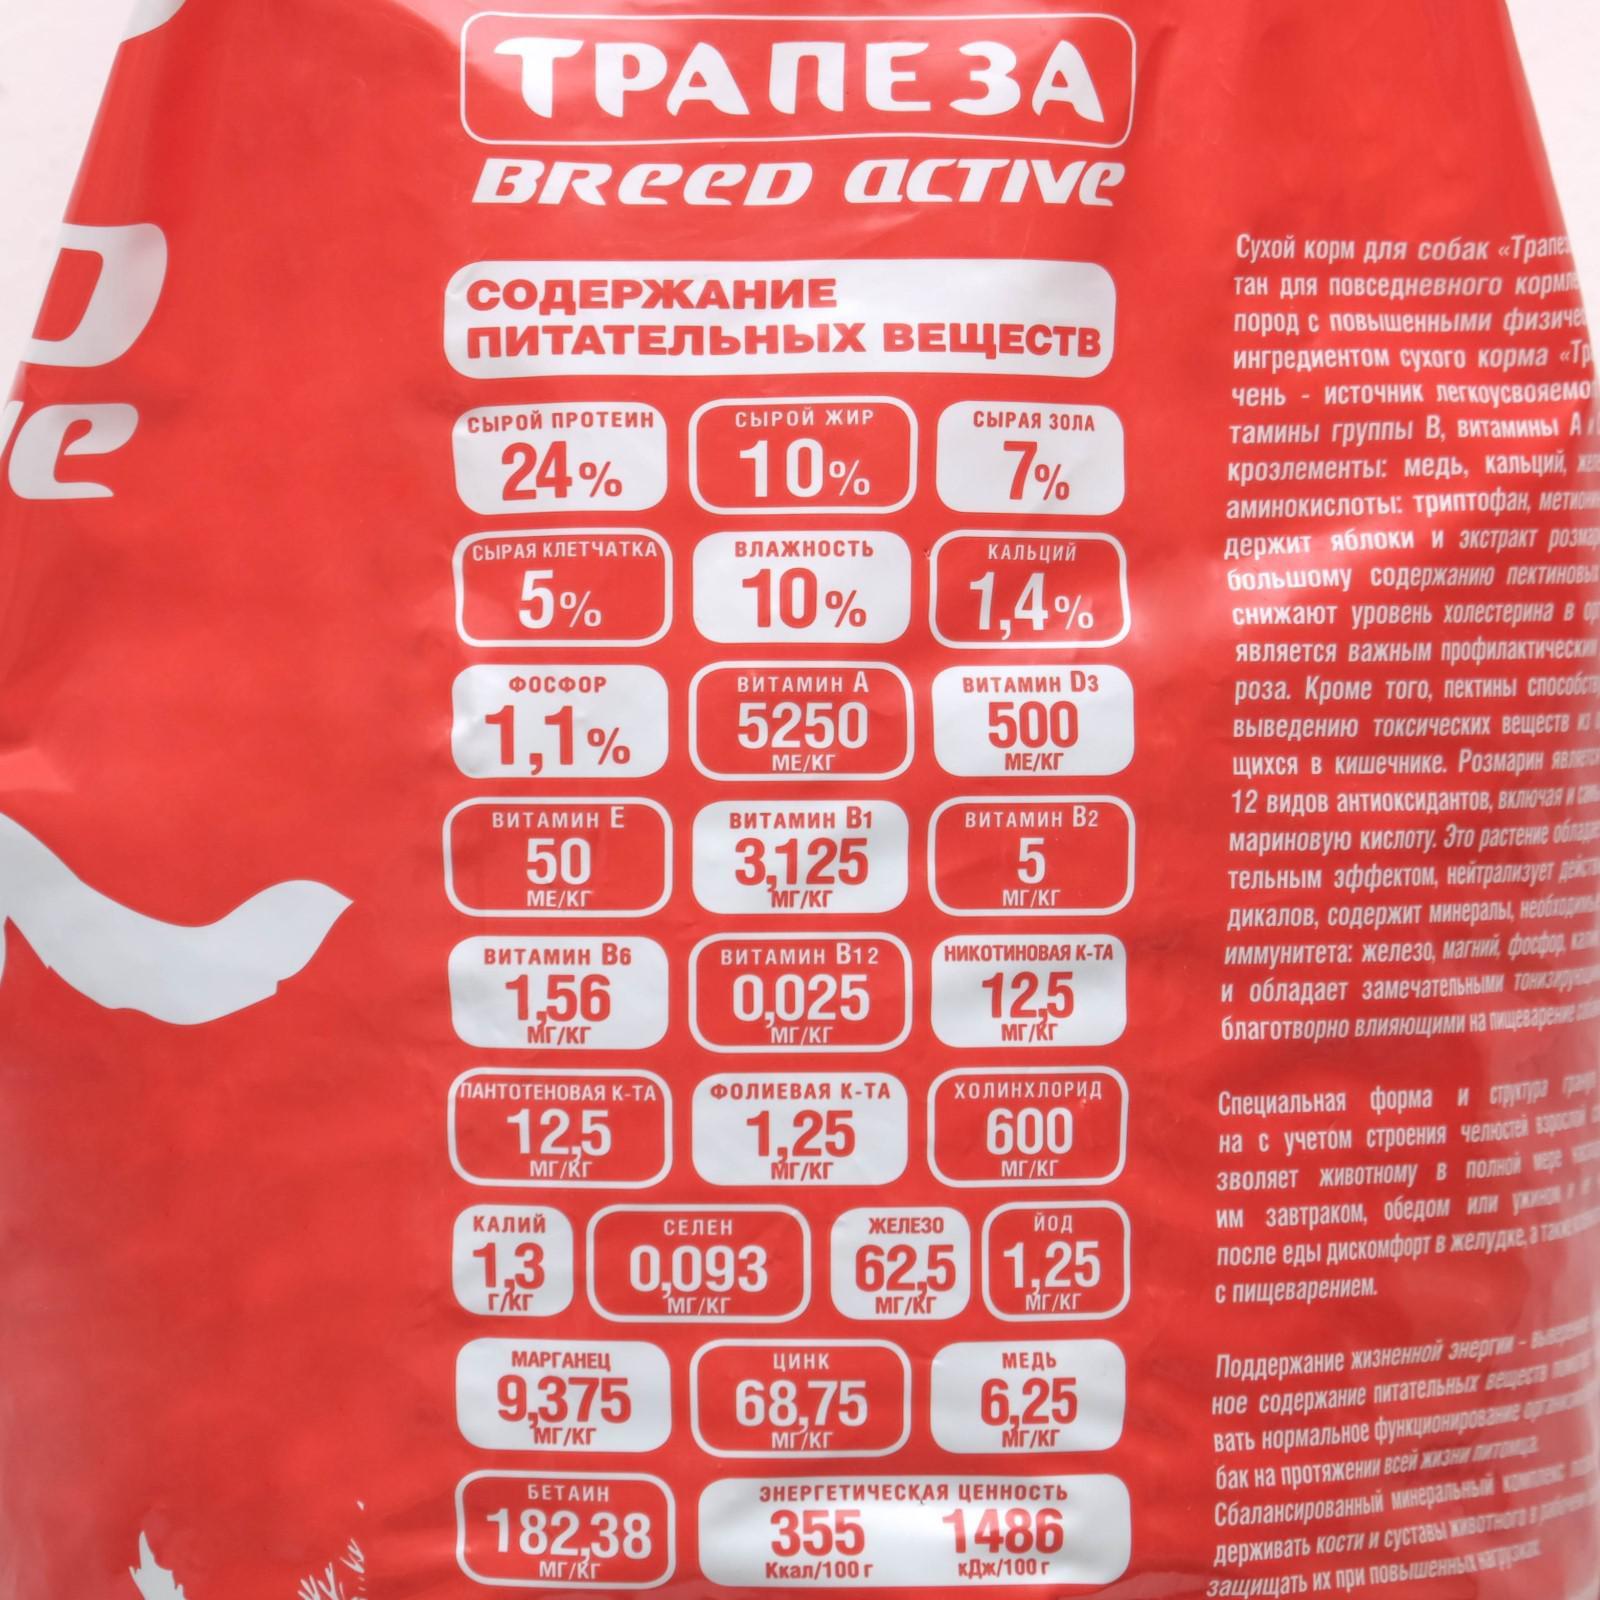 ТРАПЕЗА
BREED ACTIVE
СОДЕРЖАНИЕ
ПИТАТЕЛЬНЫХ ВЕЩЕСТВ
СЫРОЙ ПРОТЕИН
24%
СЫРОЙ ЖИР
10%
СЫРАЯ ЗОЛА
7%
СЫРАЯ КЛЕТЧАТКА
5%
ВЛАЖНОСТЬ
10%
КАЛЬЦИЙ
1,4%
ФОСФОР
1,1%
ВИТАМИН А
5250
МЕ/КГ
ВИТАМИН D3
500
МЕ/КГ
ВИТАМИН Е
50
МЕ/КГ
ВИТАМИН В1
3,125
МГ/КГ
ВИТАМИН В2
5
МГ/КГ
ВИТАМИН В6
1,56
МГ/КГ
ВИТАМИН В12
0,025
МГ/КГ
НИКОТИНОВАЯ К-ТА
12,5
МГ/КГ
ПАНТОТЕНОВАЯ К-ТА
12,5
МГ/КГ
ФОЛИЕВАЯ К-ТА
1,25
МГ/КГ
ХОЛИНХЛОРИД
600
МГ/КГ
КАЛИЙ
1,3
Г/КГ
СЕЛЕН
0,093
МГ/КГ
ЖЕЛЕЗО
62,5
МГ/КГ
ЙОД
1,25
МГ/КГ
МАРГАНЕЦ
9,375
МГ/КГ
ЦИНК
68,75
МГ/КГ
МЕДЬ
6,25
МГ/КГ
БЕТАИН
182,38
МГ/КГ
ЭНЕРГЕТИЧЕСКАЯ ЦЕННОСТЬ
355
Ккал/100 г
1486
кДж/100 г
Сухой корм для собак
тан для повседневного
пород с повышенными
ингредиентом сухого корма
чень - источник
тамины группы В, витамины А
крозлементы: медь, кальций,
аминокислоты: триптофан,
держит яблоки и экстракт
большому содержанию
снижают уровень холестерина в
является важным профилактическим
роза. Кроме того, пектины
выведению токсических веществ из
щихся в кишечнике. Розмарин
12 видов антиоксидантов, включая и
мариновую кислоту. Это растение
тельным эффектом, нейтрализует
дикалов, содержит минералы,
иммунитета: железо, магний, фосфор,
и обладает замечательными
благотворно влияющими на пищеварение
Специальная форма и структура
на с учетом строения челюстей взрослой
зволяет животному в полной мере
им завтраком, обедом или ужином,
после еды дискомфорт в желудке, а также
с пищеварением.
Поддержание жизненной энергии -
ное содержание питательных веществ
вать нормальное функционирование
бак на протяжении всей жизни питомца.
Сбалансированный минеральный комплекс
держивать кости и суставы животного в
защищать их при повышенных нагрузках.